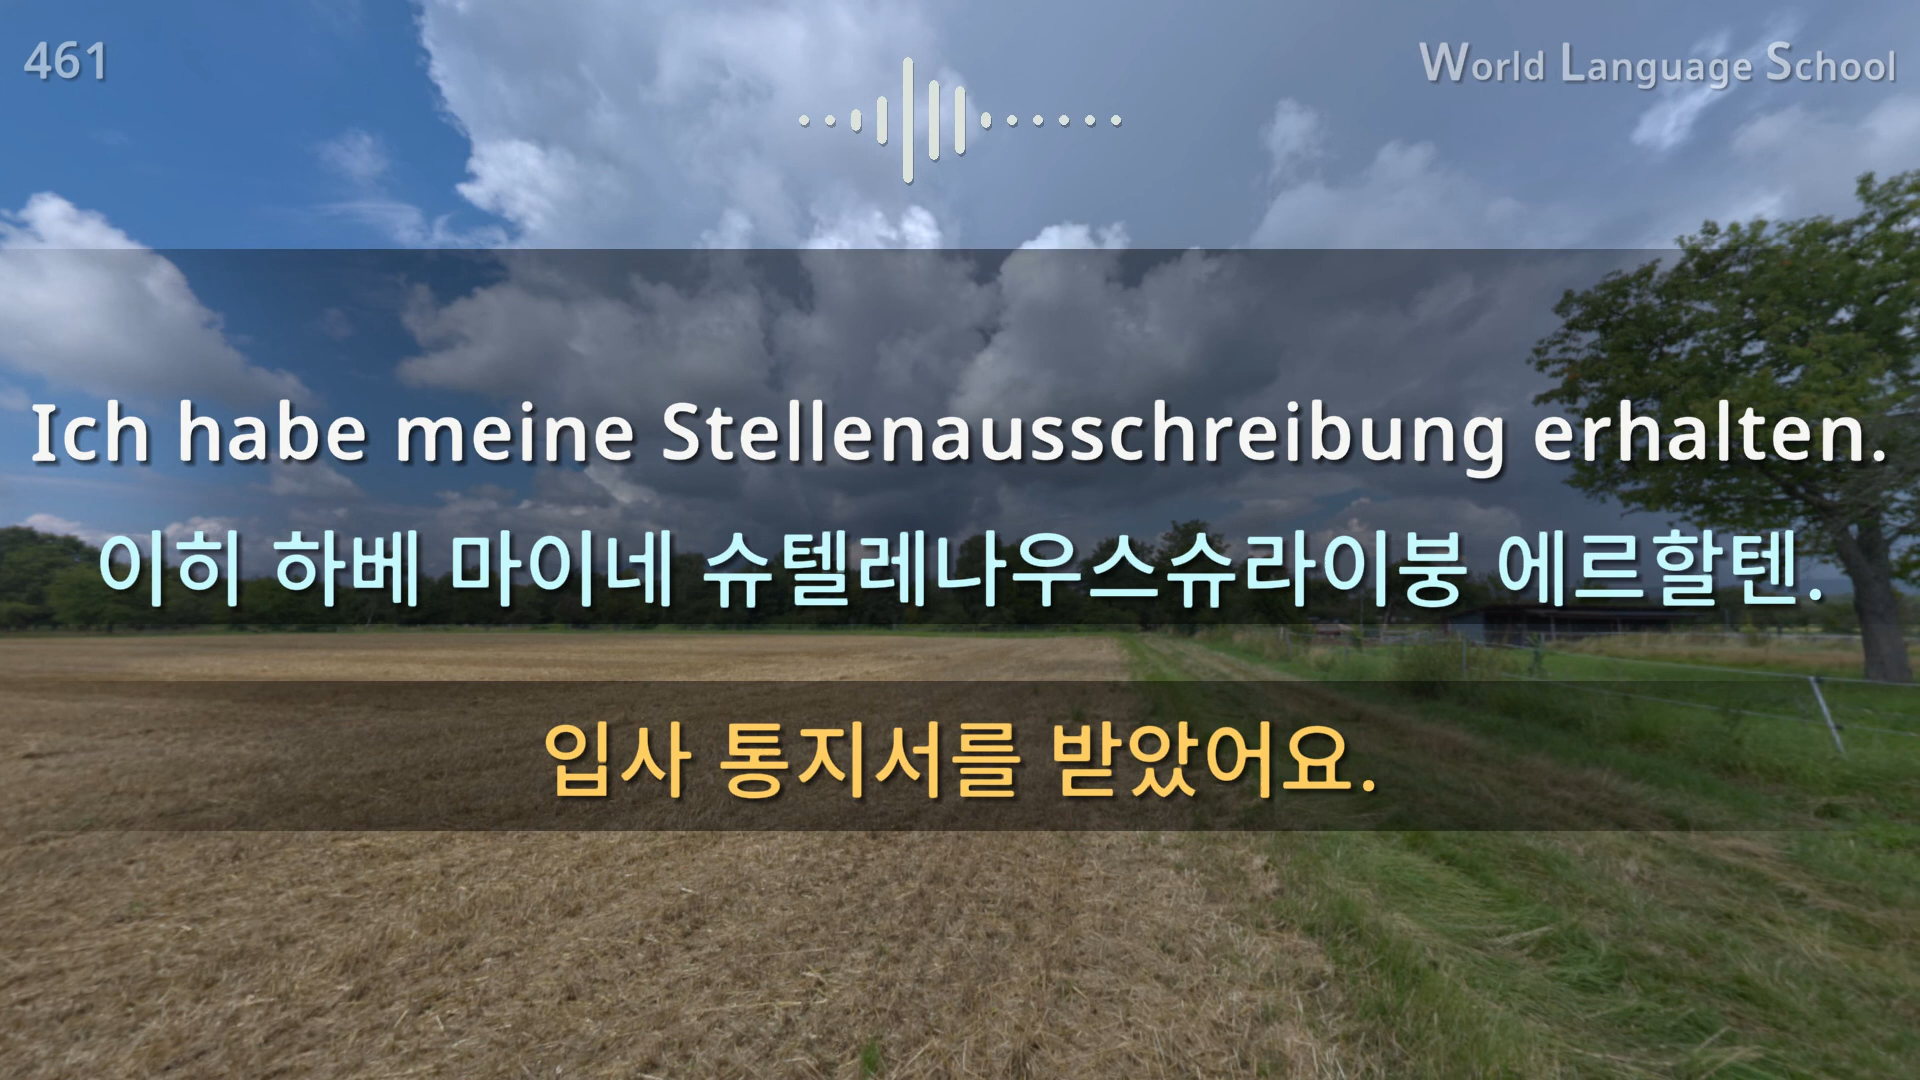 461
World Language School
Ich habe meine Stellenausschreibung erhalten.
이히 하베 마이네 슈텔레나우스슈라이붕 에르할텐.
입사 통지서를 받았어요.